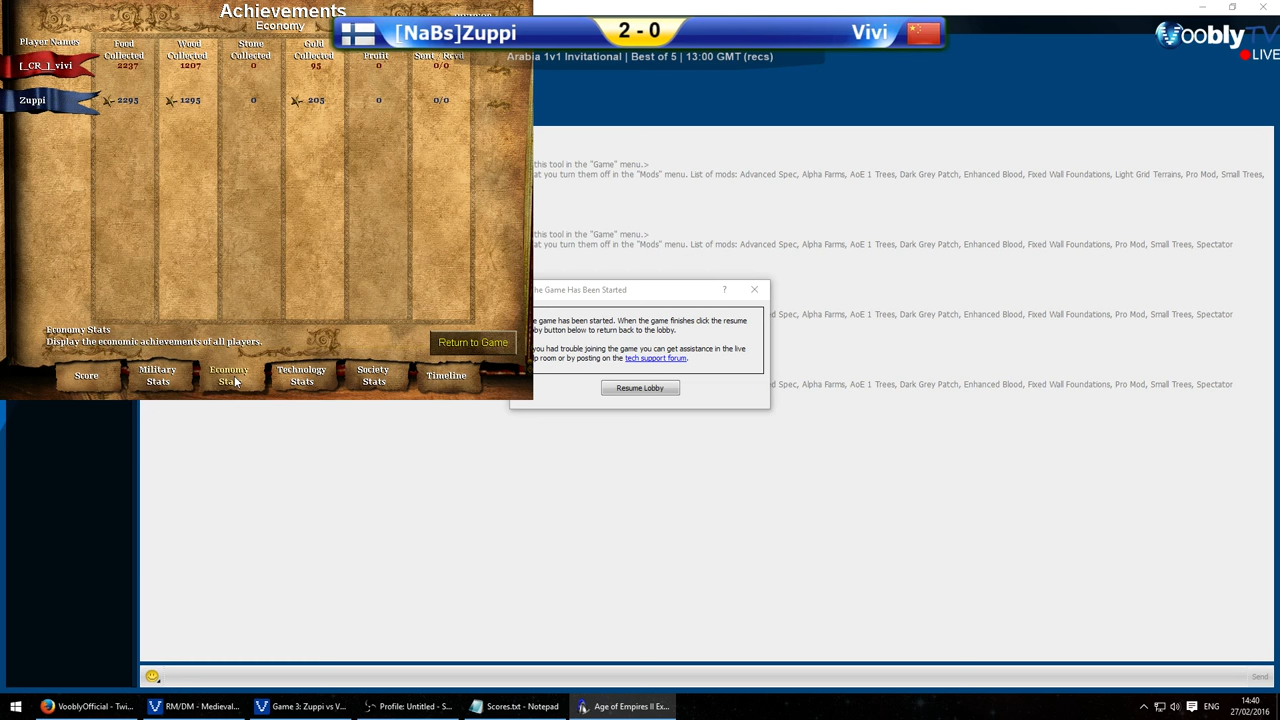 Achievements
Economy
[NaBs]Zuppi 2 - 0 Vivi
Arabia 1v1 Invitational | Best of 5 | 13:00 GMT (recs)
VooblyTV
LIVE
Player Names Food Collected Wood Collected Stone Collected Gold Collected Tribute Profit
[_CR_]_vivi 2237 1207 0 95 0 0/0
Zuppi 2295 1295 0 205 0 0/0
this tool in the "Game" menu.>
at you turn them off in the "Mods" menu. List of mods: Advanced Spec, Alpha Farms, AoE 1 Trees, Dark Grey Patch, Enhanced Blood, Fixed Wall Foundations, Light Grid Terrains, Pro Mod, Small Trees,
this tool in the "Game" menu.>
at you turn them off in the "Mods" menu. List of mods: Advanced Spec, Alpha Farms, AoE 1 Trees, Dark Grey Patch, Enhanced Blood, Fixed Wall Foundations, Pro Mod, Small Trees, Spectator
he Game Has Been Started
e game has been started. When the game finishes click the resume
by button below to return back to the lobby.
you had trouble joining the game you can get assistance in the live
lp room or by posting on the tech support forum.
Resume Lobby
d Spec, Alpha Farms, AoE 1 Trees, Dark Grey Patch, Enhanced Blood, Fixed Wall Foundations, Pro Mod, Small Trees, Spectator
d Spec, Alpha Farms, AoE 1 Trees, Dark Grey Patch, Enhanced Blood, Fixed Wall Foundations, Pro Mod, Small Trees, Spectator
Economy Stats
Display the economic achievements of all players.
Return to Game
Score Military Stats Economy Stats Technology Stats Society Stats Timeline
Send
VooblyOfficial - Twi... RM/DM - Medieval... Game 3: Zuppi vs V... Profile: Untitled - S... Scores.txt - Notepad Age of Empires II Ex...
ENG
14:40
27/02/2016